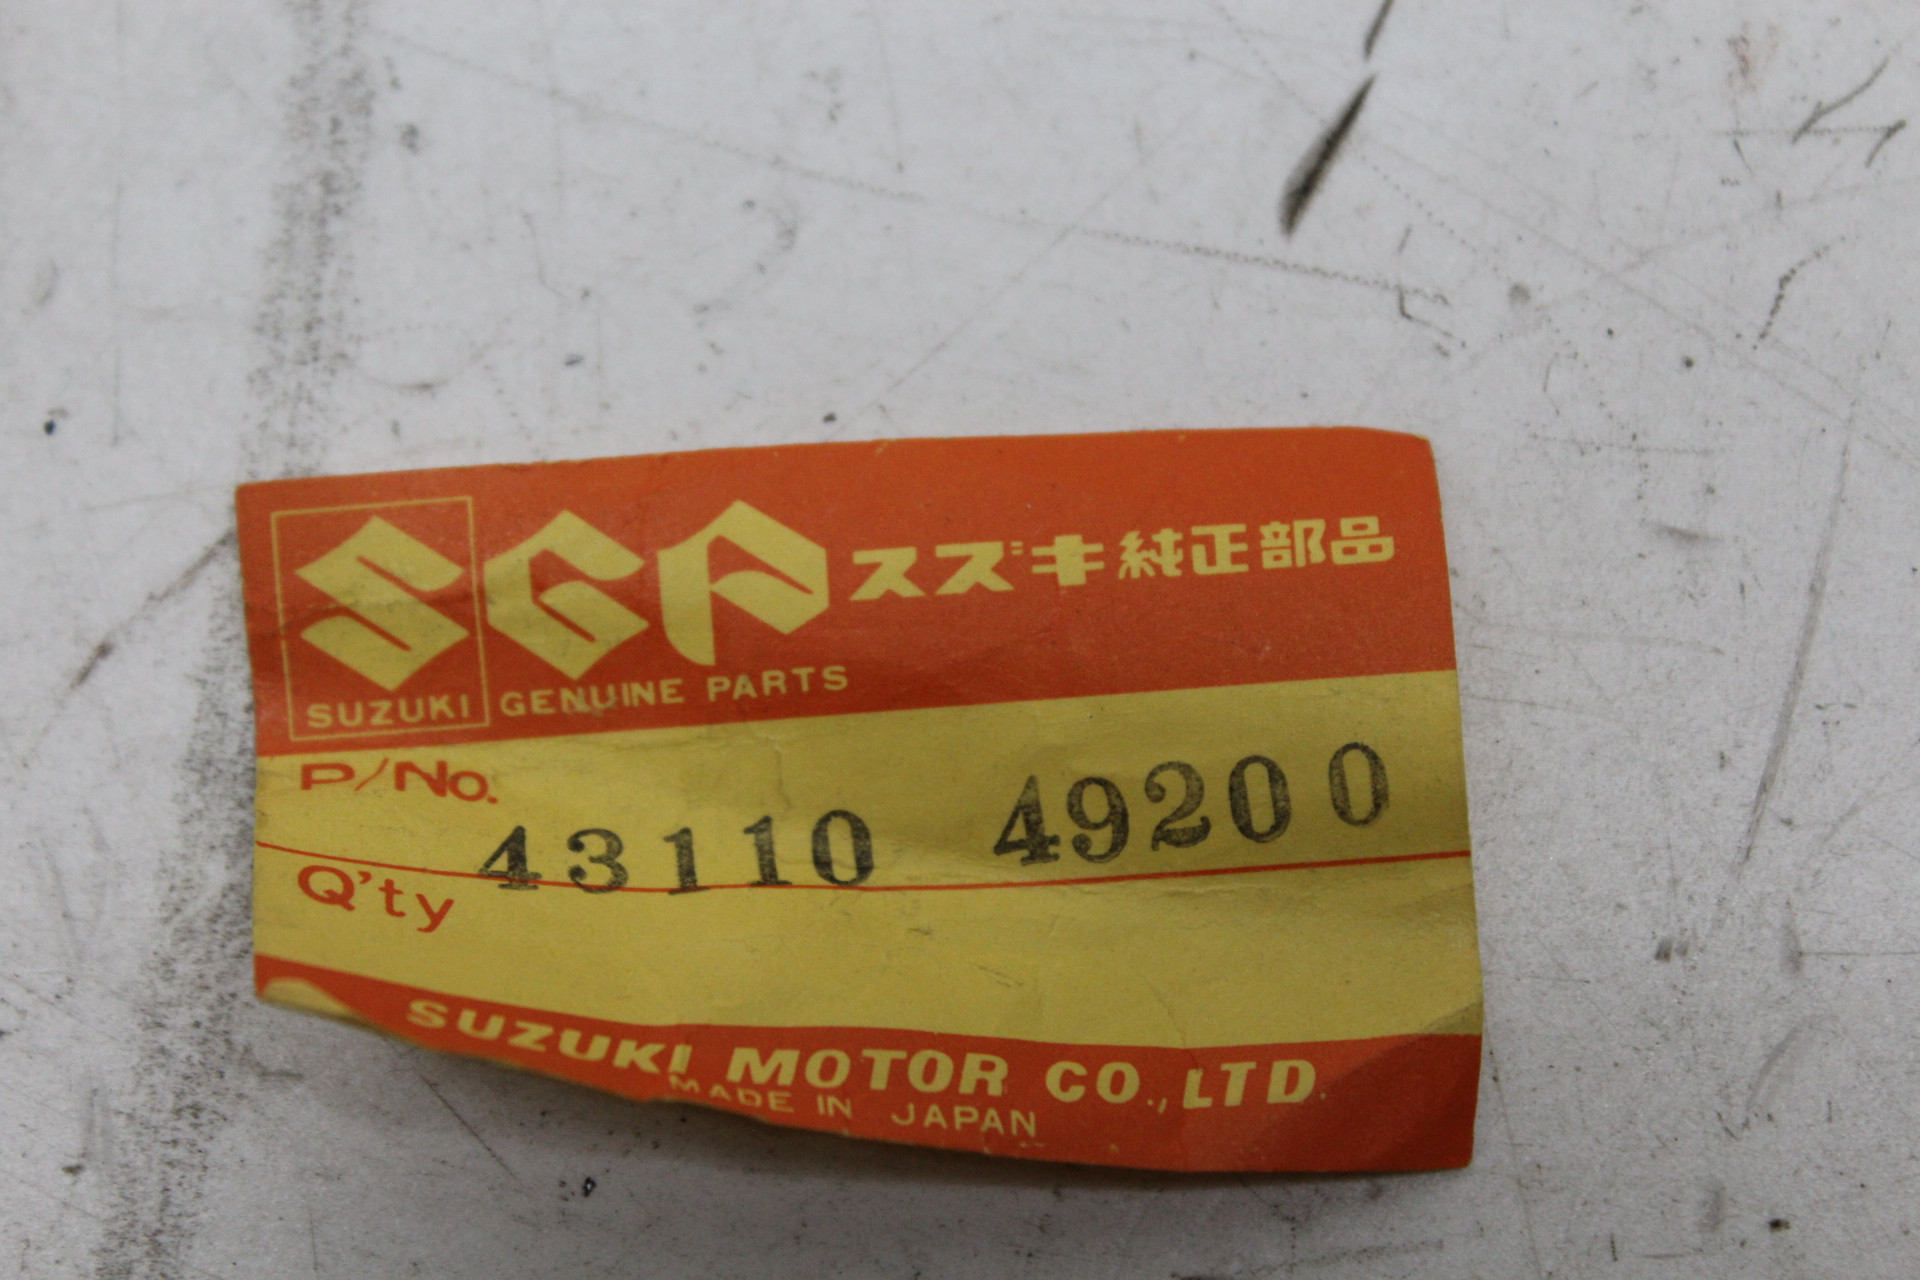 SGP スズキ純正部品
SUZUKI GENUINE PARTS
P/No. 43110 49200
Q'ty
SUZUKI MOTOR CO., LTD.
MADE IN JAPAN